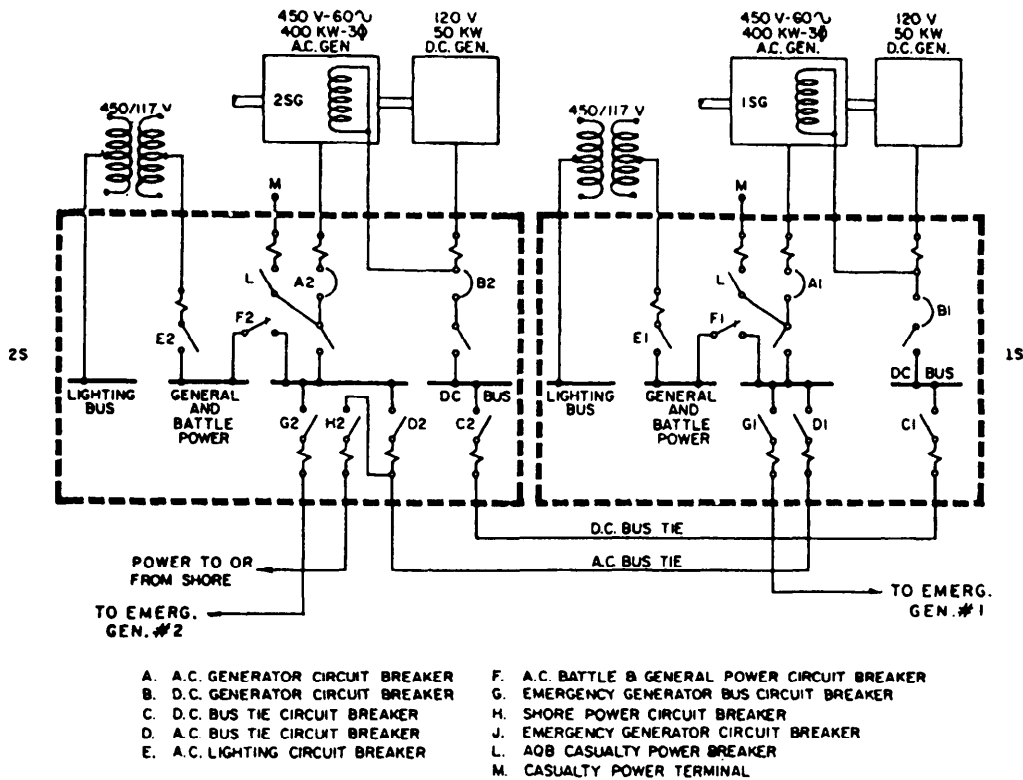 450 V-60∿
400 KW-3ϕ
A.C. GEN
120 V
50 KW
D.C. GEN.
450 V-60∿
400 KW-3ϕ
A.C. GEN.
120 V
50 KW
D.C. GEN.
2SG
1SG
450/117 V
450/117 V
M
M
L
A2
B2
L
A1
B1
E2
F2
E1
F1
2S
1S
LIGHTING
BUS
GENERAL
AND
BATTLE
POWER
DC BUS
LIGHTING
BUS
GENERAL
AND
BATTLE
POWER
DC BUS
G2
H2
D2
C2
G1
D1
C1
D.C. BUS TIE
A.C. BUS TIE
POWER TO OR
FROM SHORE
TO EMERG.
GEN. #2
TO EMERG.
GEN. #1
A. A.C. GENERATOR CIRCUIT BREAKER
B. D.C. GENERATOR CIRCUIT BREAKER
C. D.C. BUS TIE CIRCUIT BREAKER
D. A.C. BUS TIE CIRCUIT BREAKER
E. A.C. LIGHTING CIRCUIT BREAKER
F. A.C. BATTLE & GENERAL POWER CIRCUIT BREAKER
G. EMERGENCY GENERATOR BUS CIRCUIT BREAKER
H. SHORE POWER CIRCUIT BREAKER
J. EMERGENCY GENERATOR CIRCUIT BREAKER
L. AQB CASUALTY POWER BREAKER
M. CASUALTY POWER TERMINAL